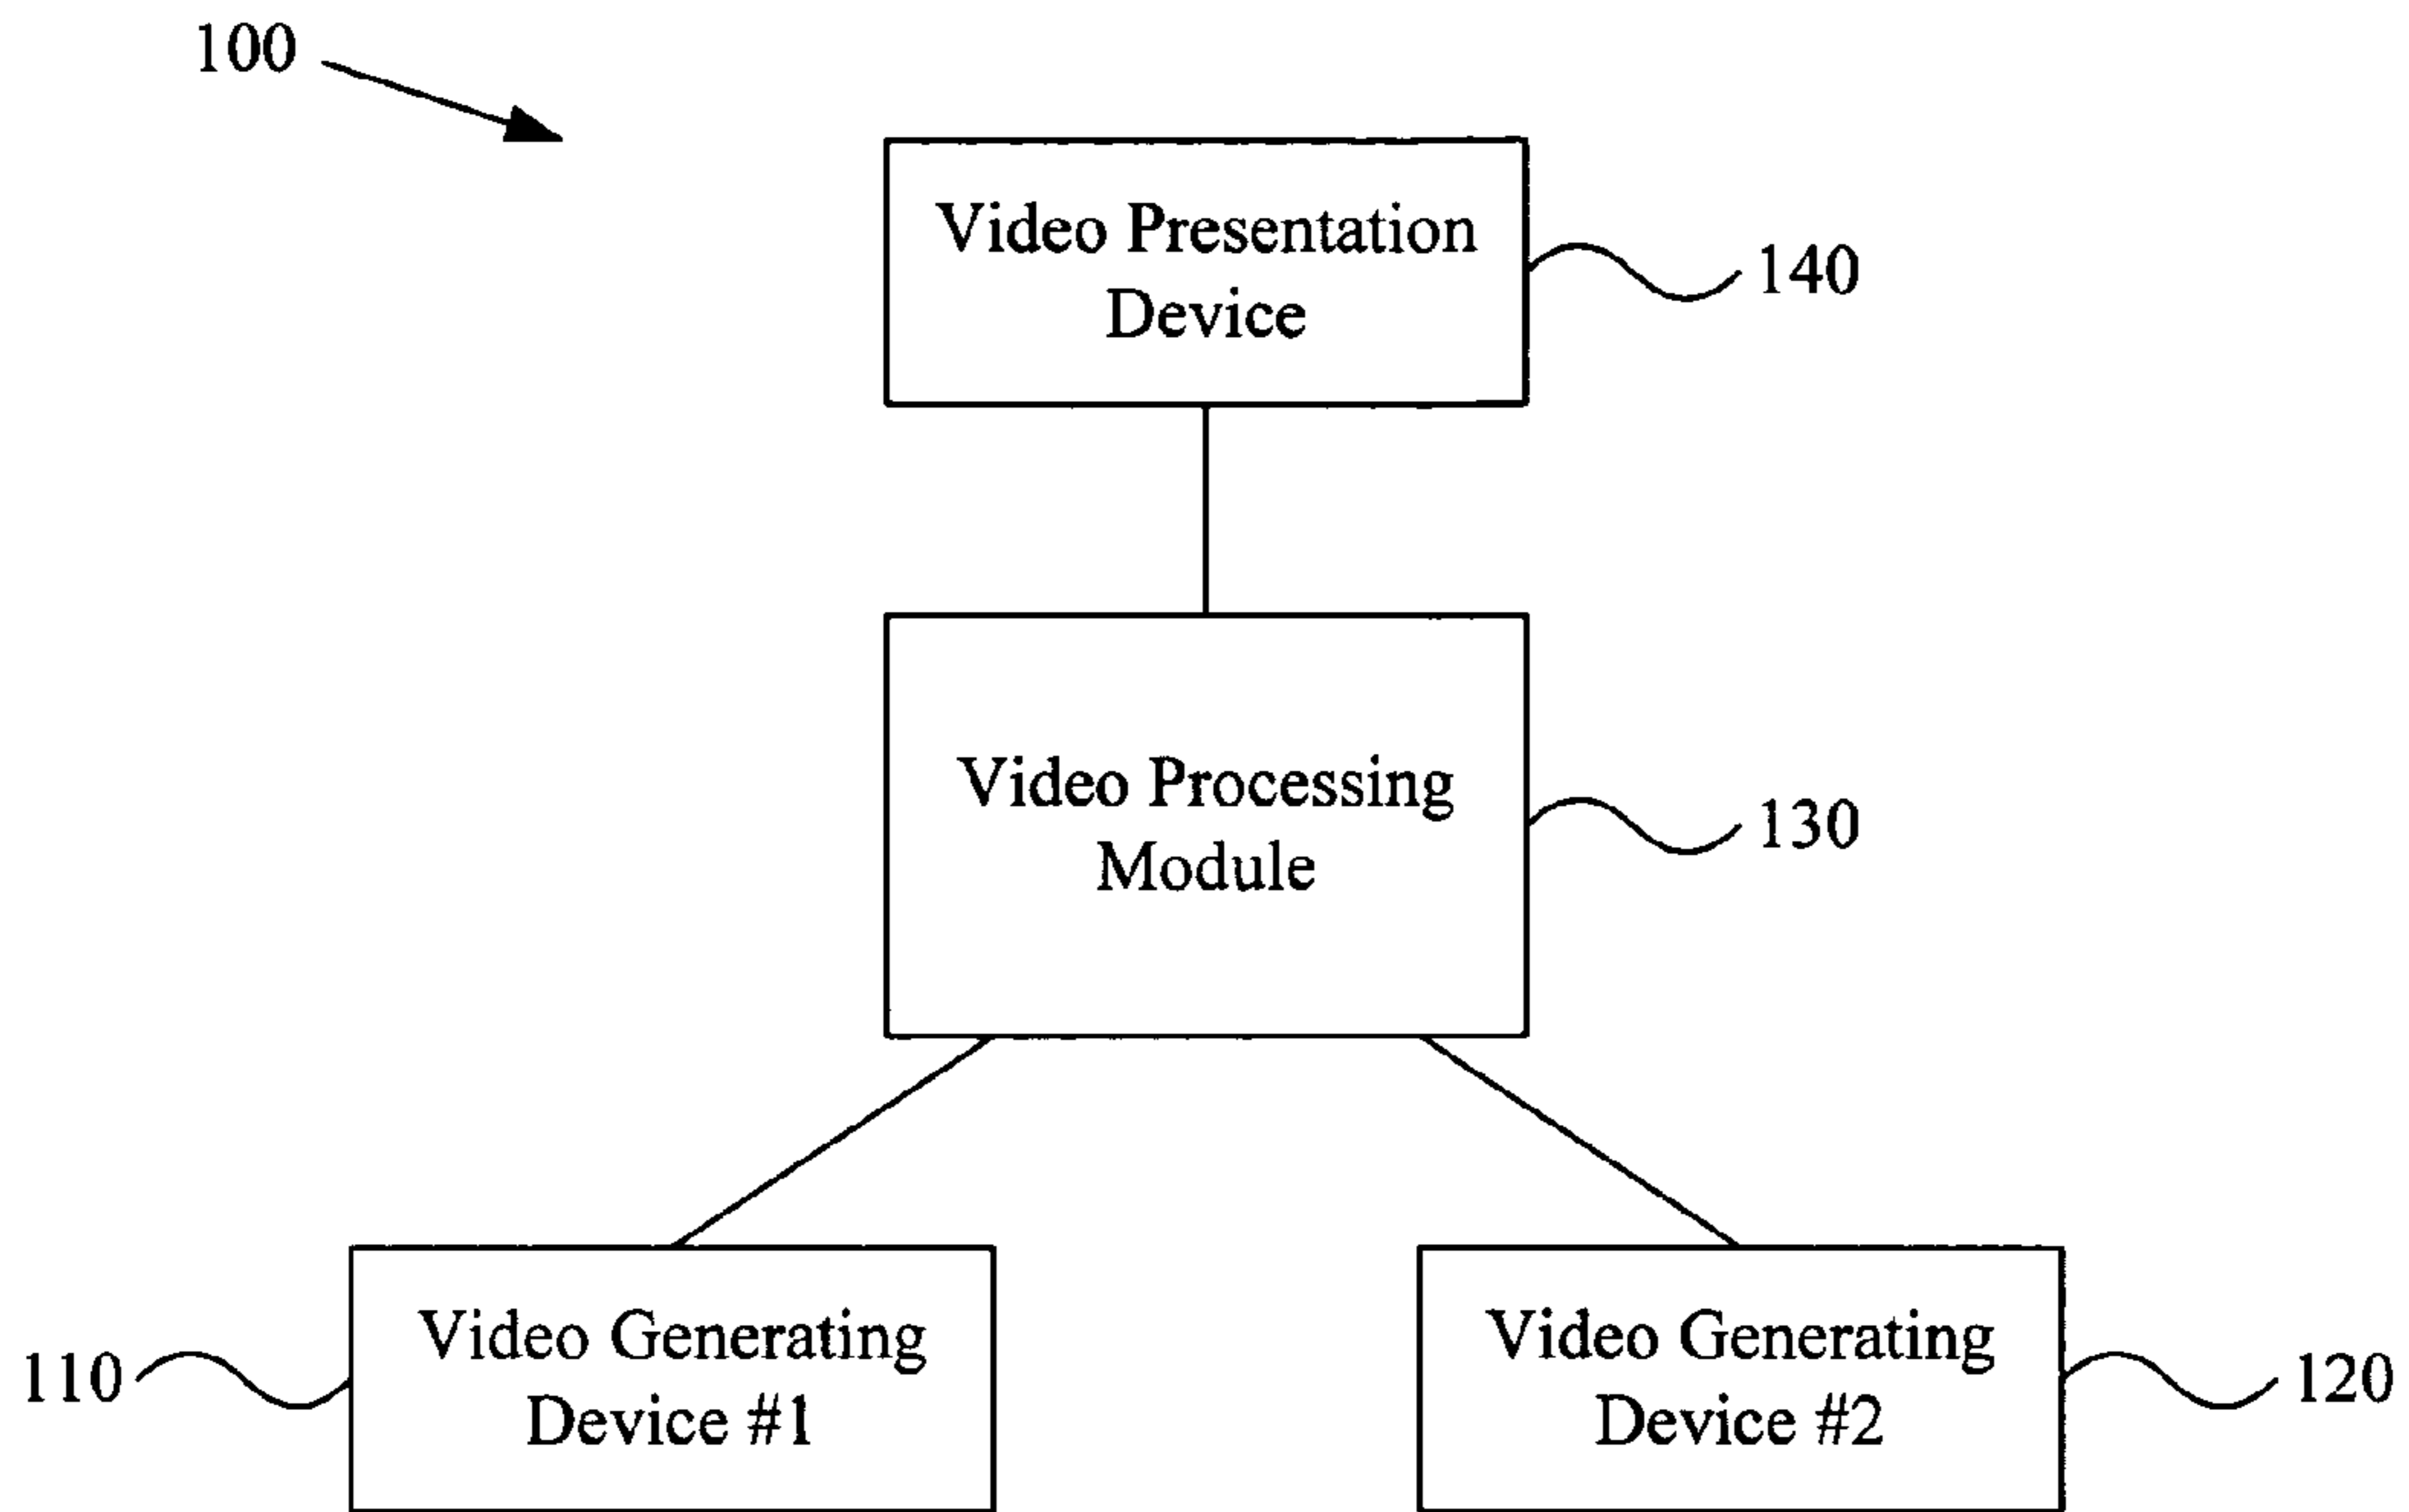 100
Video Presentation
Device
140
Video Processing
Module
130
Video Generating
Device #1
110
Video Generating
Device #2
120